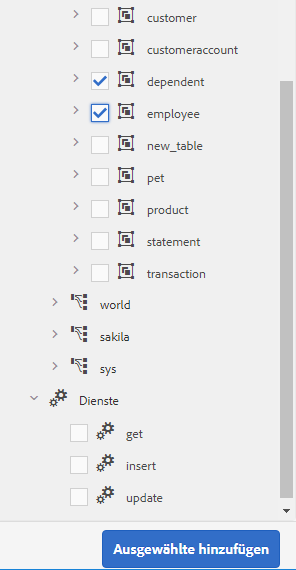 customer
customeraccount
dependent
employee
new_table
pet
product
statement
transaction
world
sakila
sys
Dienste
get
insert
update
Ausgewählte hinzufügen